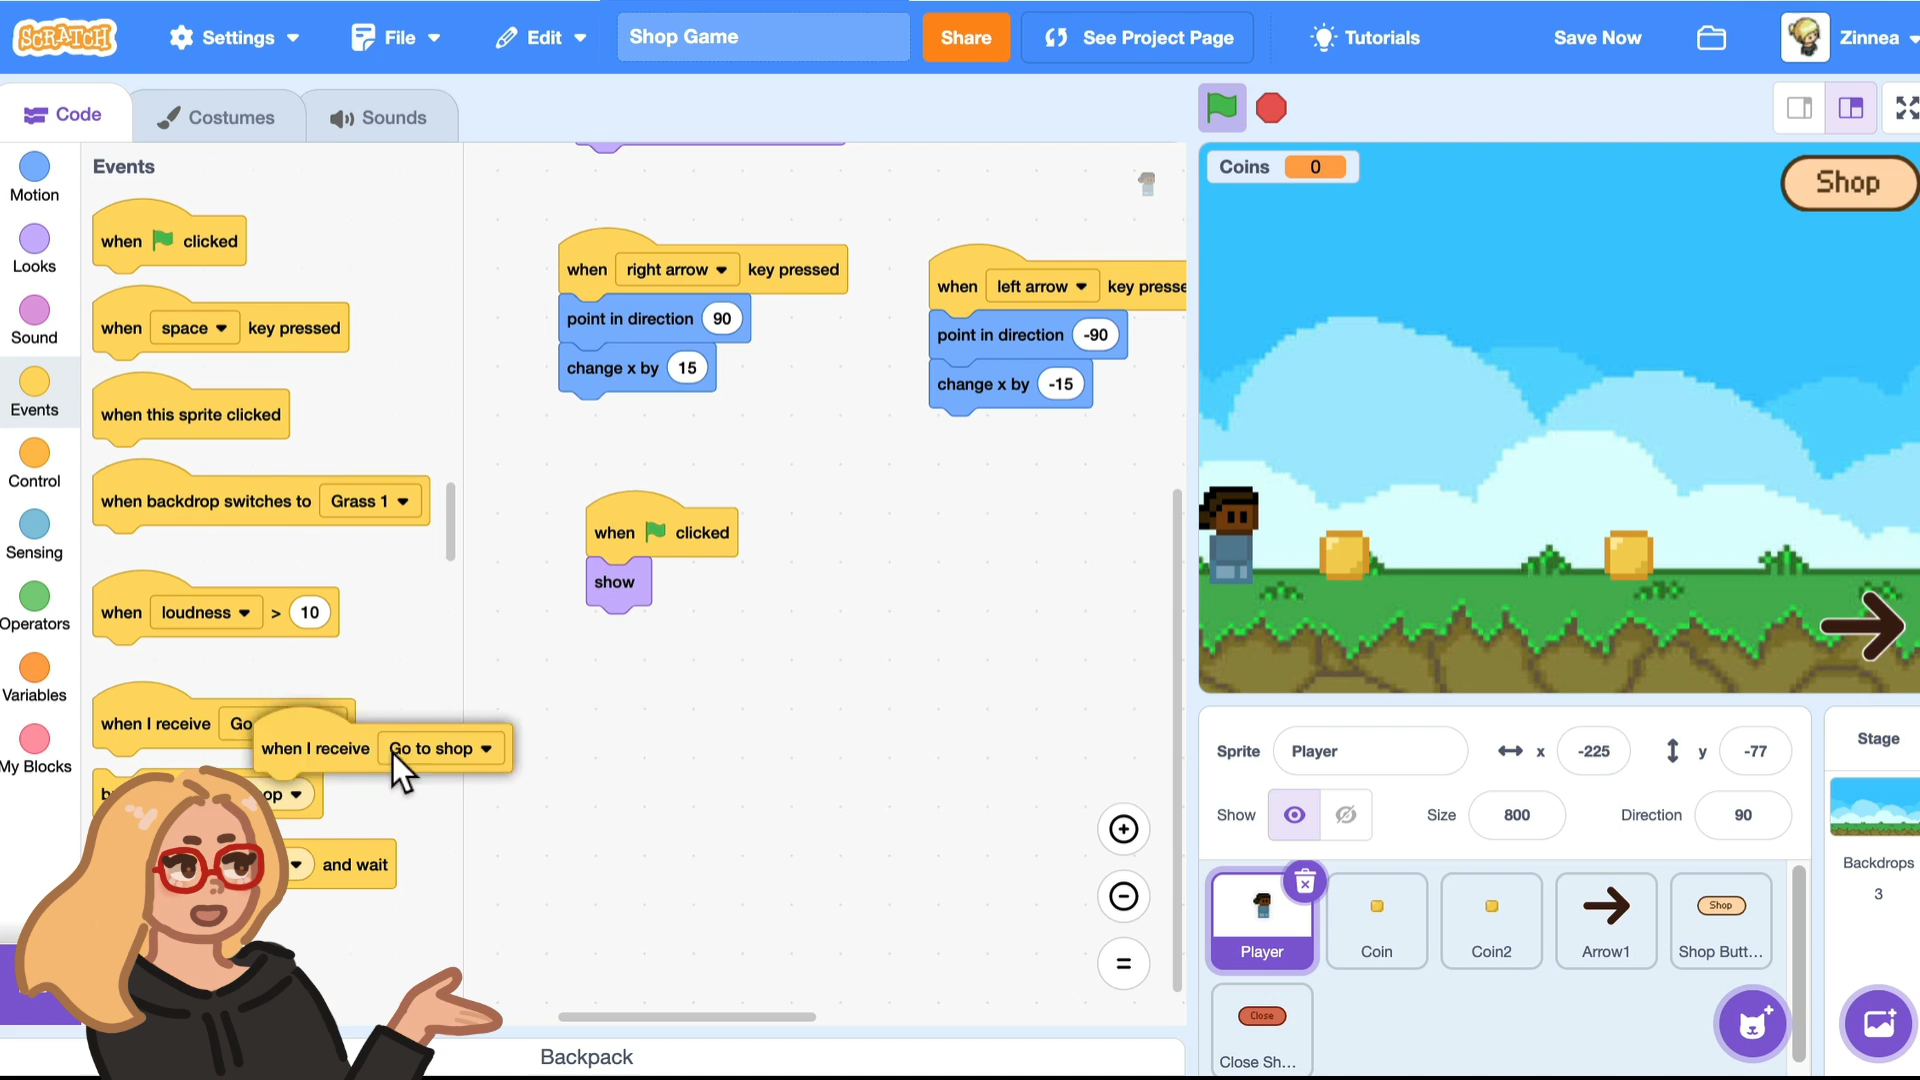 SCRATCH Settings File Edit Shop Game Share See Project Page Tutorials Save Now Zinnea
Code Costumes Sounds
Motion
Looks
Sound
Events
Control
Sensing
Operators
Variables
My Blocks
Events
when clicked
when space key pressed
when this sprite clicked
when backdrop switches to Grass 1
when loudness > 10
when I receive Go
when I receive Go to shop
op
and wait
when right arrow key pressed
point in direction 90
change x by 15
when left arrow key presse
point in direction -90
change x by -15
when clicked
show
=
Backpack
Coins 0
Shop
Sprite Player x -225 y -77
Show Size 800 Direction 90
Player
Coin
Coin2
Arrow1
Shop
Shop Butt...
Close
Close Sh...
Stage
Backdrops
3